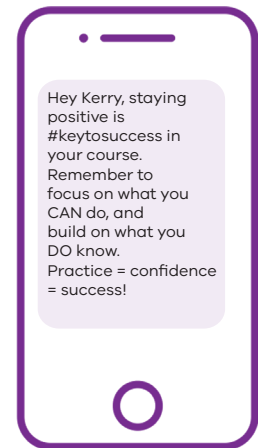 Hey Kerry, staying
positive is
#keytosuccess in
your course.
Remember to
focus on what you
CAN do, and
build on what you
DO know.
Practice = confidence
= success!